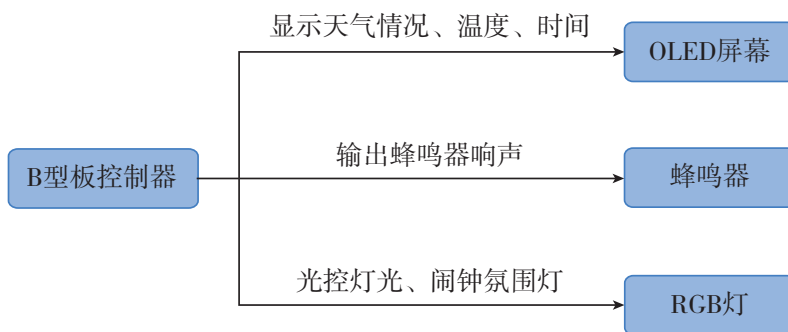 显示天气情况、温度、时间
OLED屏幕
B型板控制器
输出蜂鸣器响声
蜂鸣器
光控灯光、闹钟氛围灯
RGB灯